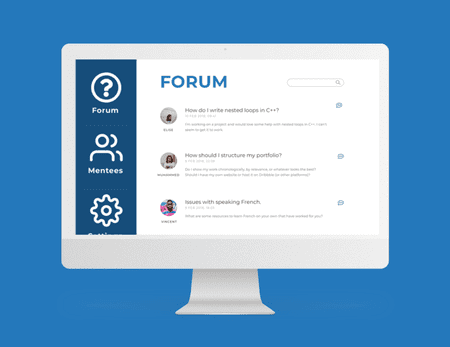 FORUM
Forum
Mentees
Settings
How do I write nested loops in C++?
ELSE
I'm working on a project and would love some help with nested loops in C++. I can't
seem to get it to work.
How should I structure my portfolio?
MUHAMMED
Do I show my work chronologically, by relevance, or whatever looks the best?
Should I have my own website or host it on Dribbble (or other platforms)?
Issues with speaking French.
VINCENT
What are some resources to learn French on your own that have worked for you?